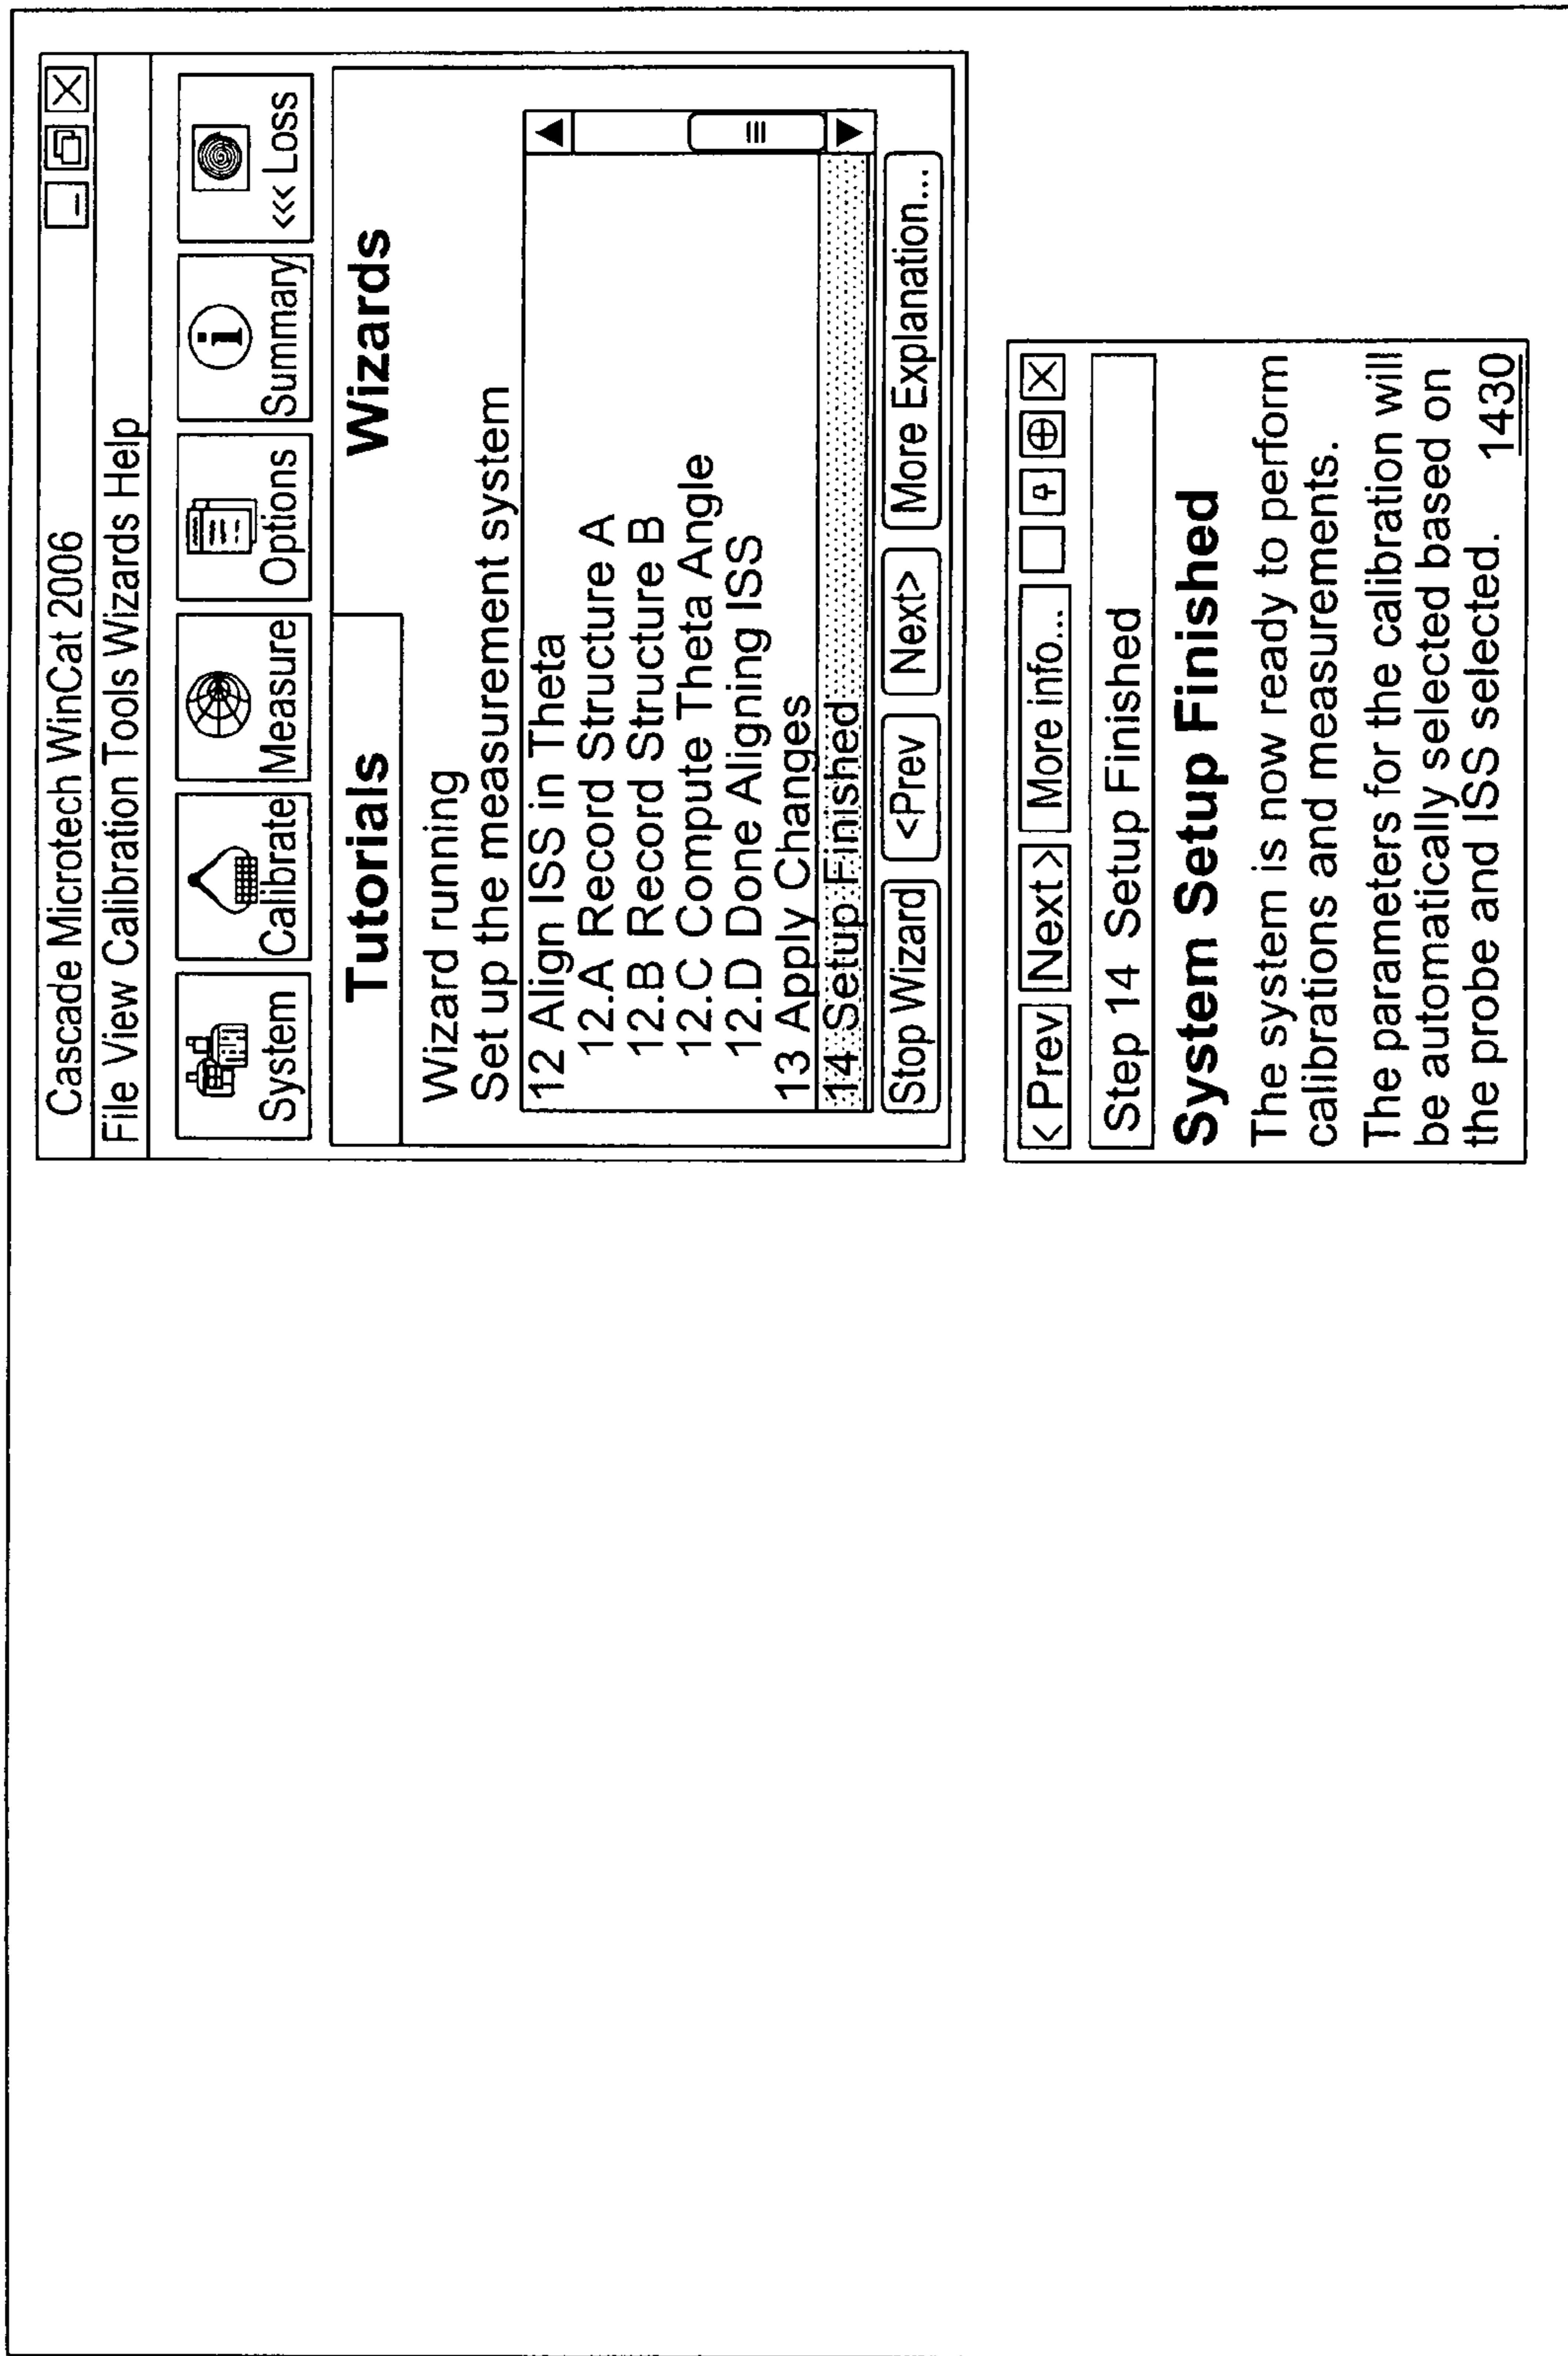 Cascade Microtech WinCat 2006
File View Calibration Tools Wizards Help
System Calibrate Measure Options Summary <<< Loss
Tutorials Wizards
Wizard running
Set up the measurement system
12 Align ISS in Theta
12.A Record Structure A
12.B Record Structure B
12.C Compute Theta Angle
12.D Done Aligning ISS
13 Apply Changes
14 Setup Finished
Stop Wizard <Prev Next> More Explanation...
< Prev Next > More info...
Step 14 Setup Finished
System Setup Finished
The system is now ready to perform
calibrations and measurements.
The parameters for the calibration will
be automatically selected based on
the probe and ISS selected. 1430